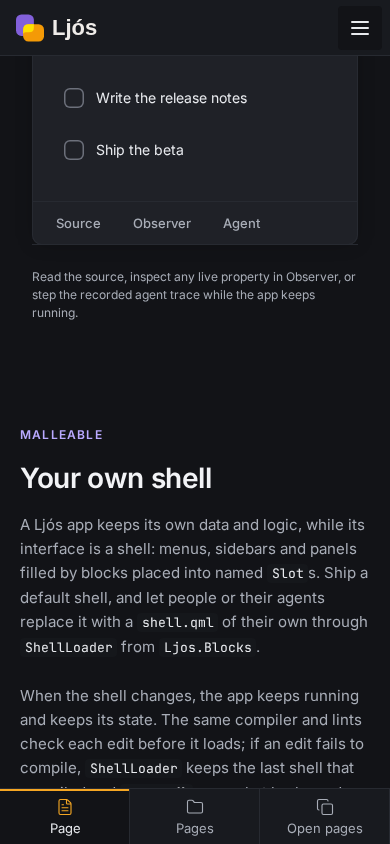 Ljós
Write the release notes
Ship the beta
Source Observer Agent
Read the source, inspect any live property in Observer, or
step the recorded agent trace while the app keeps
running.
MALLEABLE
Your own shell
A Ljós app keeps its own data and logic, while its
interface is a shell: menus, sidebars and panels
filled by blocks placed into named Slot s. Ship a
default shell, and let people or their agents
replace it with a shell.qml of their own through
ShellLoader from Ljos.Blocks.
When the shell changes, the app keeps running
and keeps its state. The same compiler and lints
check each edit before it loads; if an edit fails to
compile, ShellLoader keeps the last shell that
Page Pages Open pages